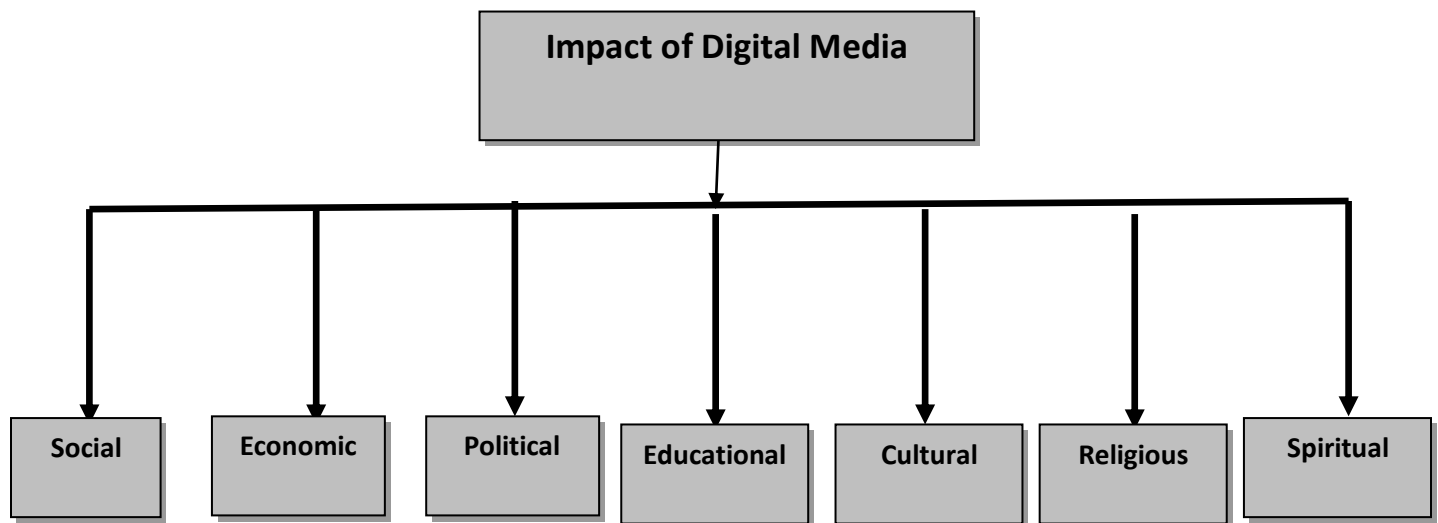 Impact of Digital Media
Social
Economic
Political
Educational
Cultural
Religious
Spiritual